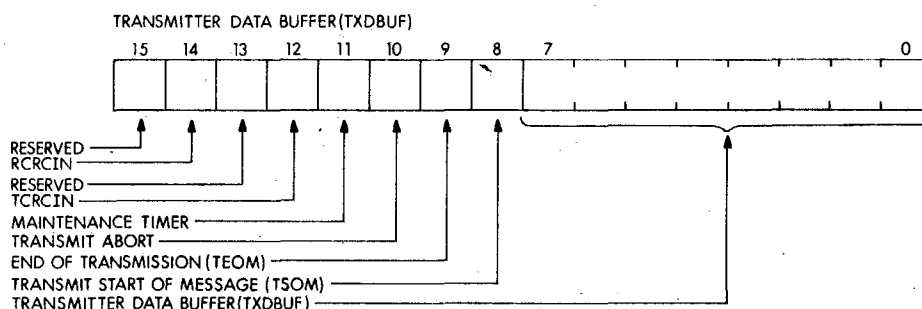 TRANSMITTER DATA BUFFER(TXDBUF)
15 14 13 12 11 10 9 8 7 0
RESERVED
RCRCIN
RESERVED
TCRCIN
MAINTENANCE TIMER
TRANSMIT ABORT
END OF TRANSMISSION (TEOM)
TRANSMIT START OF MESSAGE (TSOM)
TRANSMITTER DATA BUFFER(TXDBUF)